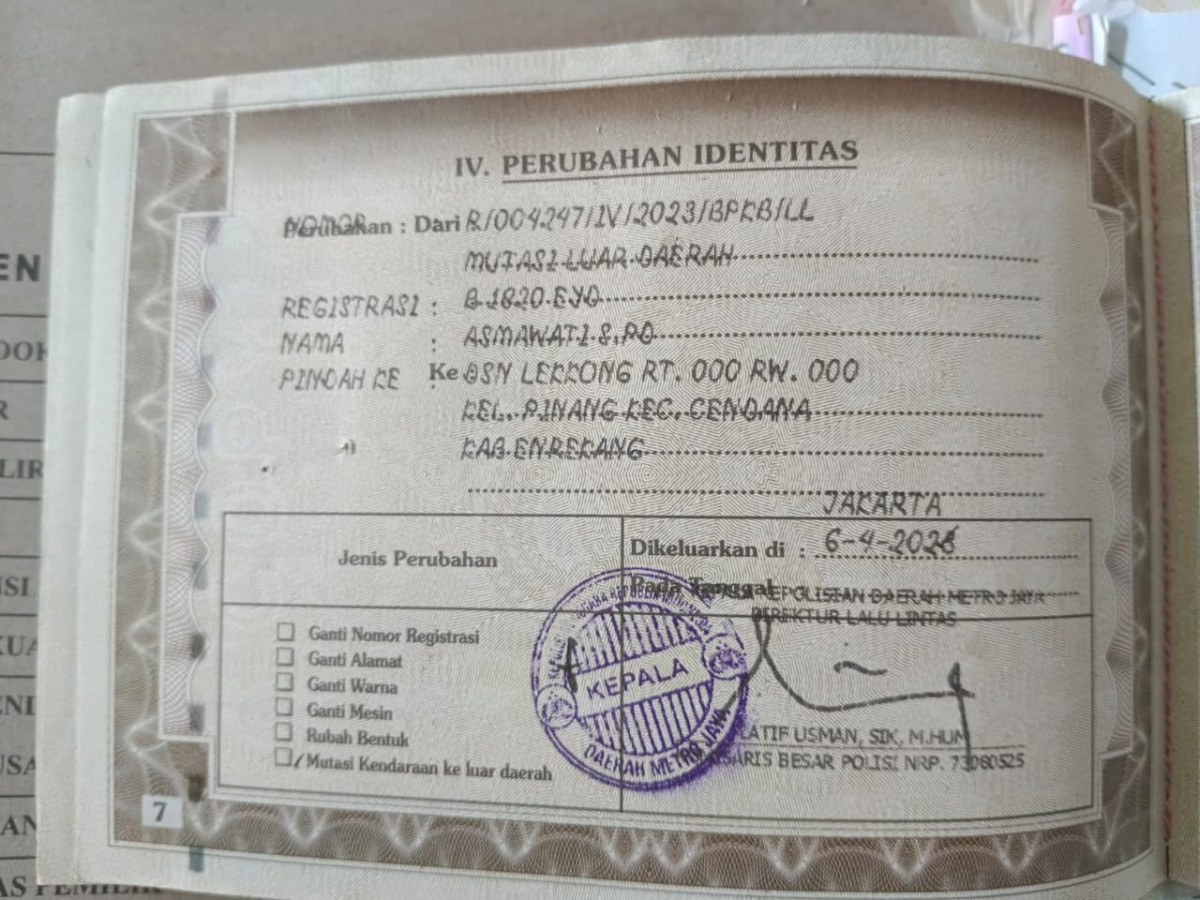 IV. PERUBAHAN IDENTITAS
NOMOR
Perubahan : Dari R/004247/IV/2023/BPKB/LL
MUTASI LUAR DAERAH
REGISTRASI : B 1820 EYO
NAMA : ASMAWATI S,PD
PINDAH KE : Ke DSN LEKKONG RT. 000 RW. 000
KEL. PINANG KEC. CENDANA
KAB ENREKANG
JAKARTA
Jenis Perubahan
Dikeluarkan di : 6-4-2023
Pada Tanggal
KEPOLISIAN DAERAH METRO JAYA
DIREKTUR LALU LINTAS
Ganti Nomor Registrasi
Ganti Alamat
Ganti Warna
Ganti Mesin
Rubah Bentuk
Mutasi Kendaraan ke luar daerah
KEPALA
DAERAH METRO JAYA
LATIF USMAN, SIK, M.HUM
BESAR POLISI NRP. 73080525
7